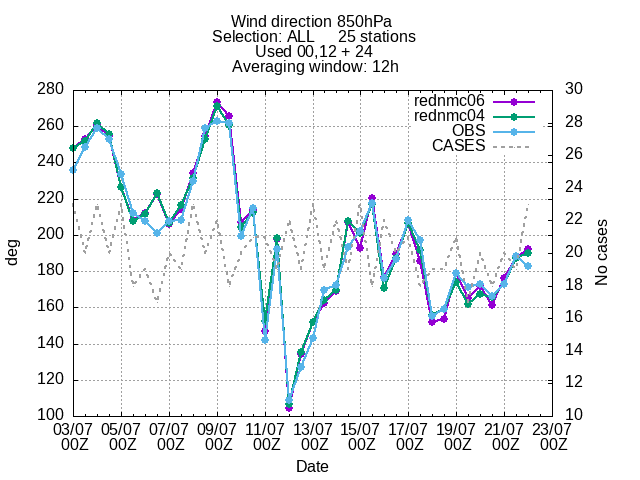 Wind direction 850hPa
Selection: ALL 25 stations
Used 00,12 + 24
Averaging window: 12h
280 30
260 28
240 26
220 24
200 22
180 20
160 18
140 16
120 14
100 12
10
rednmc06
rednmc04
OBS
CASES
deg
No cases
03/07 05/07 07/07 09/07 11/07 13/07 15/07 17/07 19/07 21/07 23/07
00Z 00Z 00Z 00Z 00Z 00Z 00Z 00Z 00Z 00Z 00Z
Date